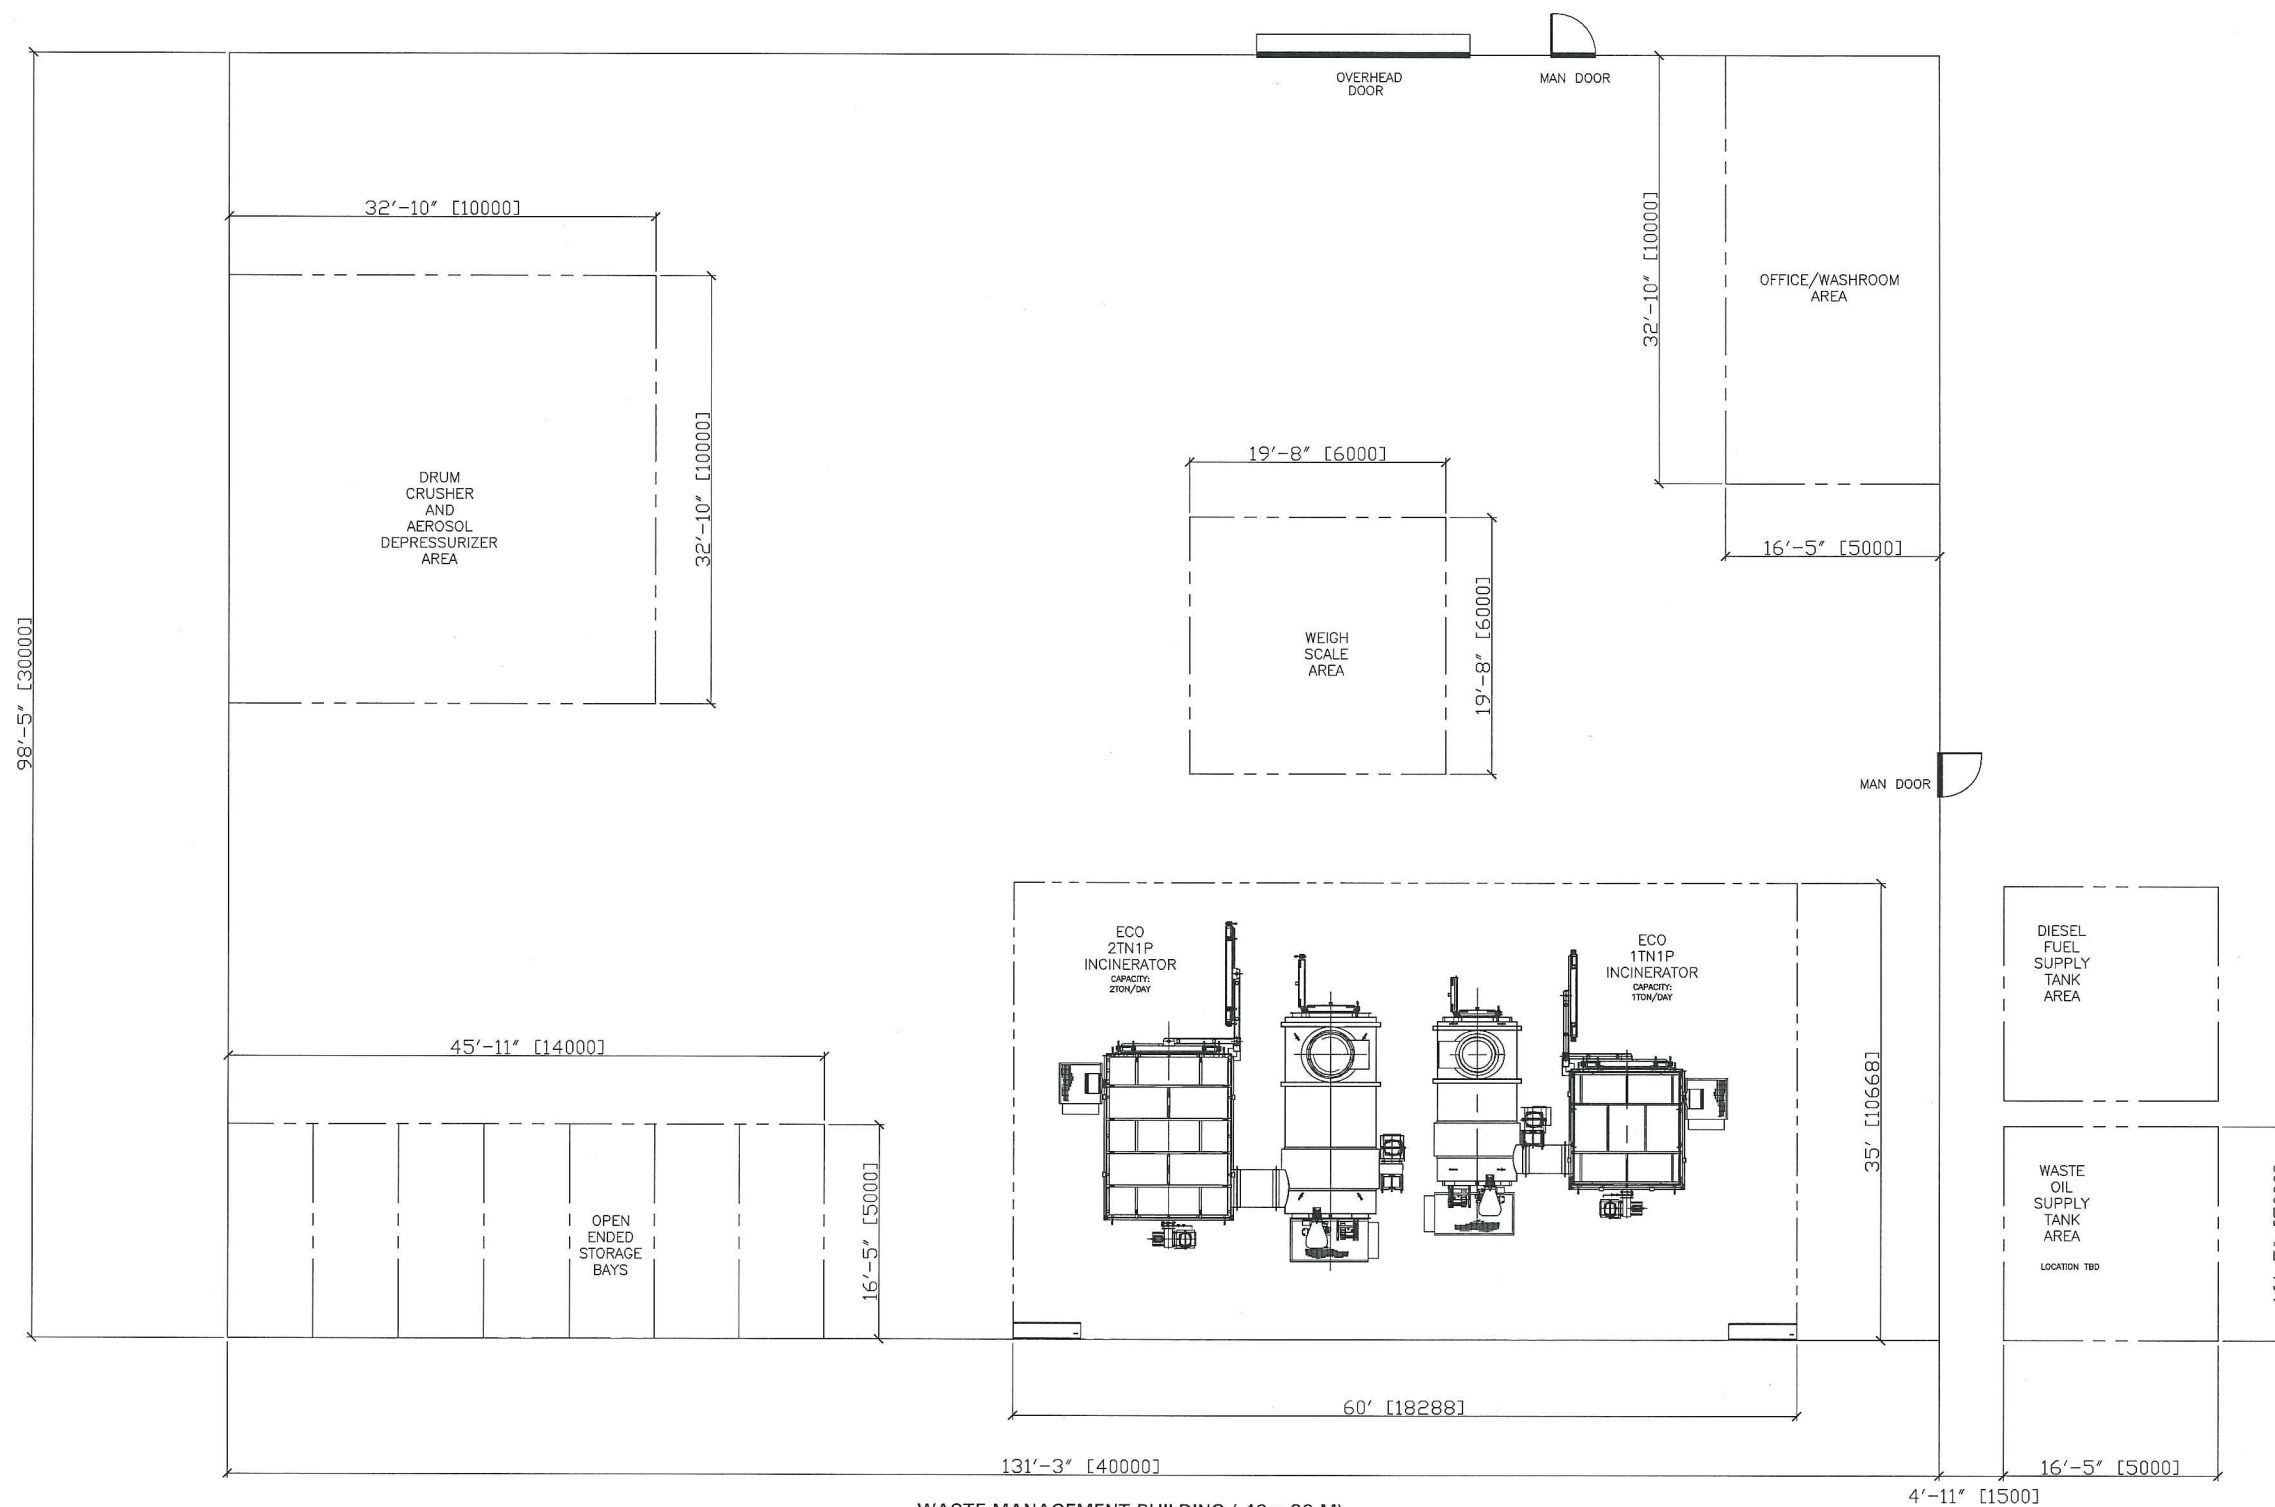 OVERHEAD
DOOR
MAN DOOR
32'-10" [10000]
32'-10" [10000]
OFFICE/WASHROOM
AREA
32'-10" [10000]
19'-8" [6000]
DRUM
CRUSHER
AND
AEROSOL
DEPRESSURIZER
AREA
16'-5" [5000]
19'-8" [6000]
WEIGH
SCALE
AREA
98'-5" [30000]
MAN DOOR
ECO
2TN1P
INCINERATOR
CAPACITY:
2TON/DAY
ECO
1TN1P
INCINERATOR
CAPACITY:
1TON/DAY
DIESEL
FUEL
SUPPLY
TANK
AREA
45'-11" [14000]
35' [10668]
16'-5" [5000]
OPEN
ENDED
STORAGE
BAYS
WASTE
OIL
SUPPLY
TANK
AREA
LOCATION TBD
60' [18288]
131'-3" [40000]
16'-5" [5000]
4'-11" [1500]
WASTE MANAGEMENT BUILDING